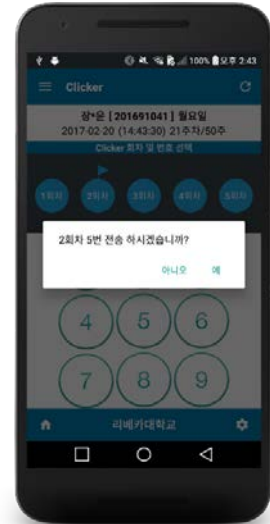 100% 오후 2:43
Clicker
장*운 [ 201691041 ] 월요일
2017-02-20 (14:43:30) 21주차/50주
Clicker 회차 및 번호 선택
1회차 2회차 3회차 4회차 5회차
2회차 5번 전송 하시겠습니까?
아니오 예
4 5 6
7 8 9
리베카대학교